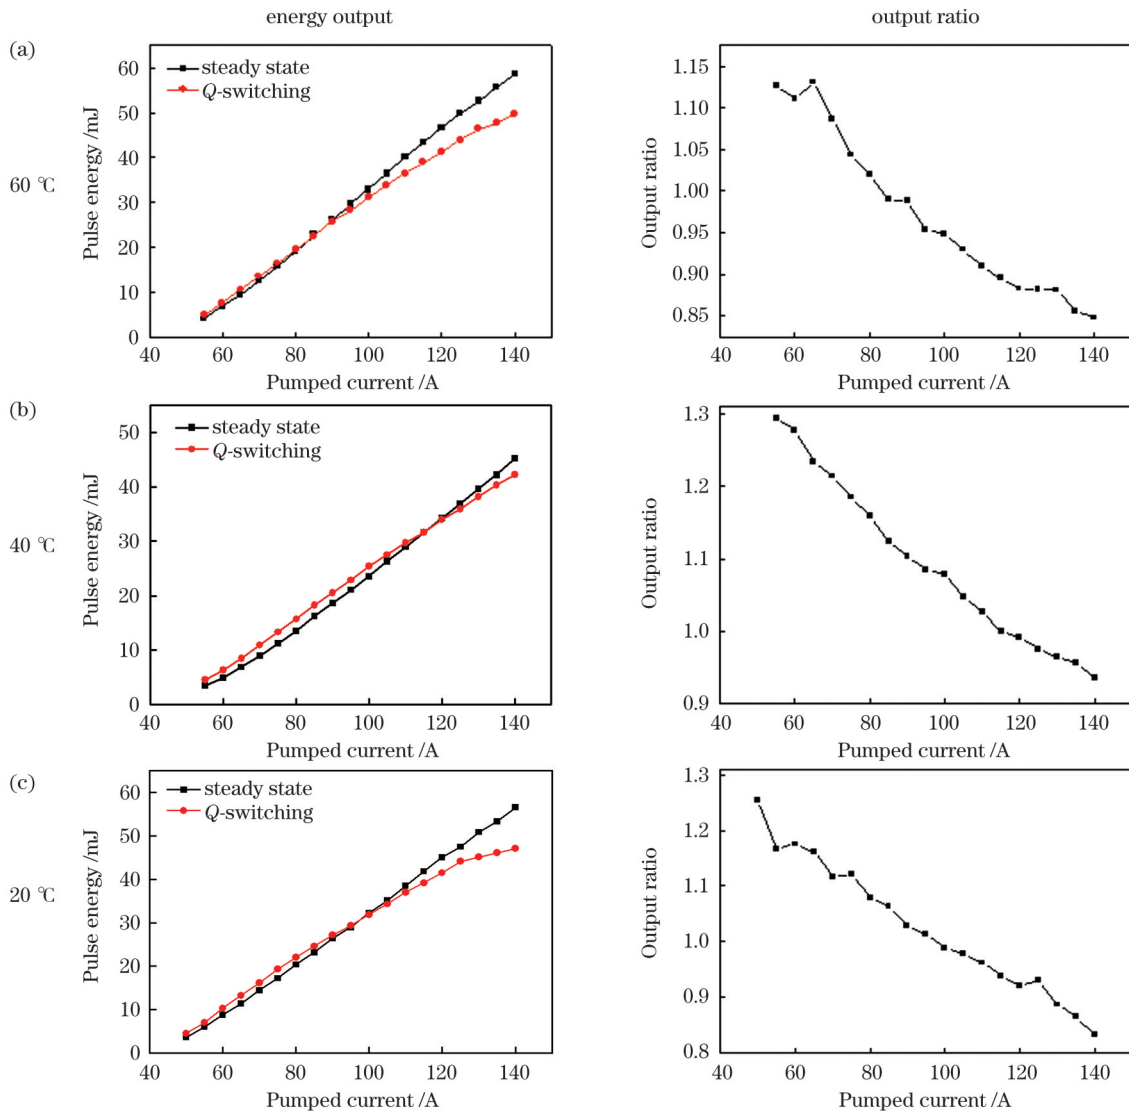 energy output
output ratio
(a)
60 ℃
Pulse energy /mJ
60
50
40
30
20
10
0
steady state
Q-switching
40 60 80 100 120 140
Pumped current /A
Output ratio
1.15
1.10
1.05
1.00
0.95
0.90
0.85
40 60 80 100 120 140
Pumped current /A
(b)
40 ℃
Pulse energy /mJ
50
40
30
20
10
0
steady state
Q-switching
40 60 80 100 120 140
Pumped current /A
Output ratio
1.3
1.2
1.1
1.0
0.9
40 60 80 100 120 140
Pumped current /A
(c)
20 ℃
Pulse energy /mJ
60
50
40
30
20
10
0
steady state
Q-switching
40 60 80 100 120 140
Pumped current /A
Output ratio
1.3
1.2
1.1
1.0
0.9
0.8
40 60 80 100 120 140
Pumped current /A